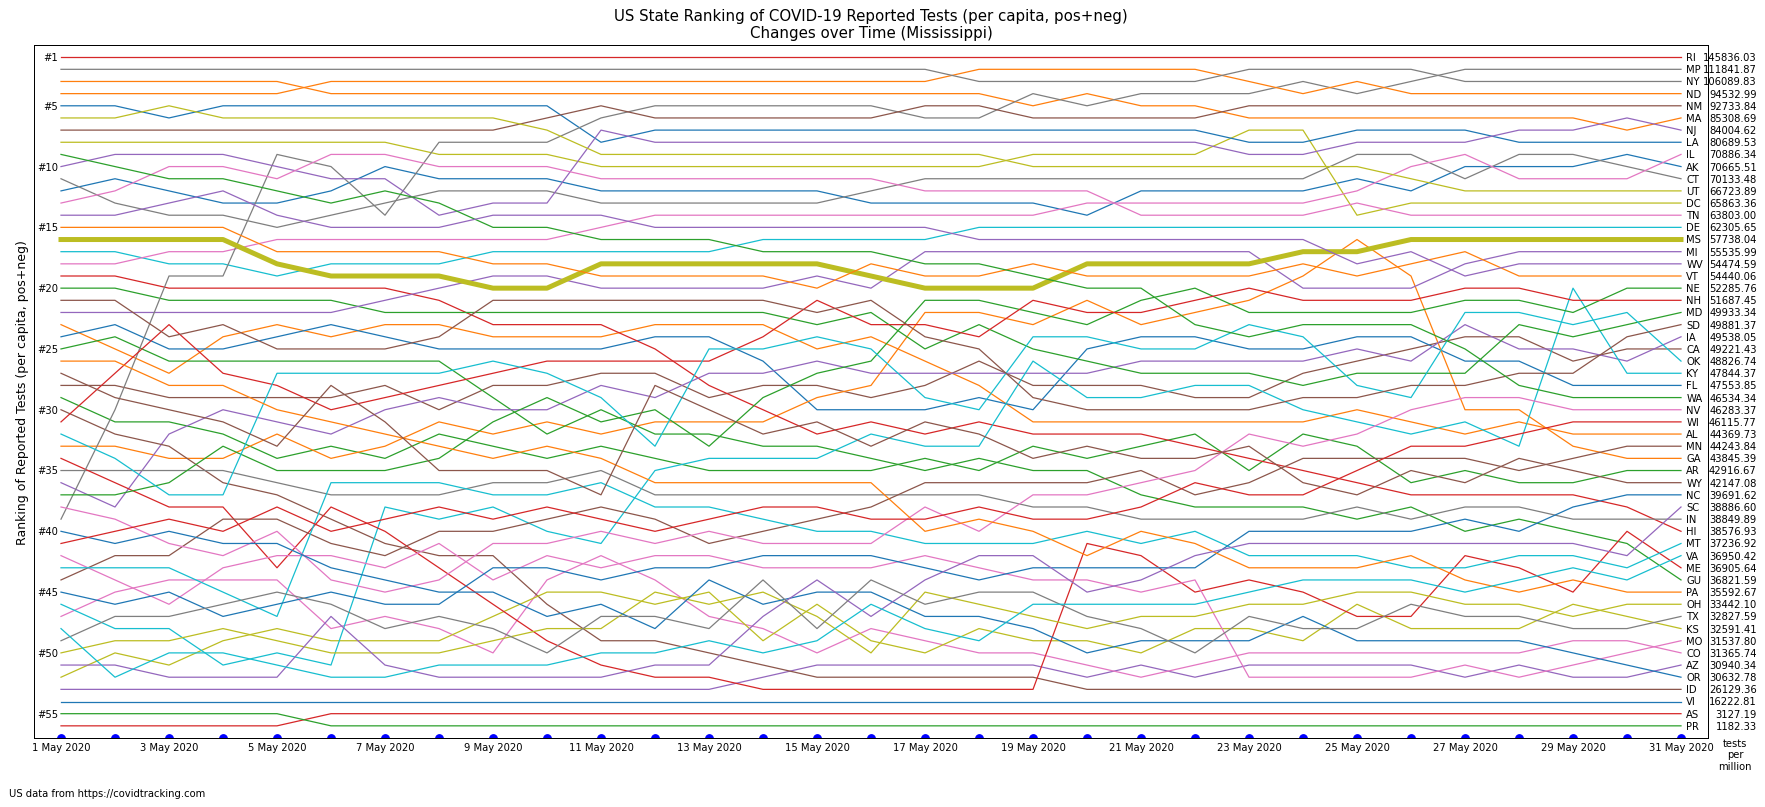 US State Ranking of COVID-19 Reported Tests (per capita, pos+neg)
Changes over Time (Mississippi)
Ranking of Reported Tests (per capita, pos+neg)
#1
#5
#10
#15
#20
#25
#30
#35
#40
#45
#50
#55
RI 145836.03
MP 111841.87
NY 106089.83
ND 94532.99
NM 92733.84
MA 85308.69
NJ 84004.62
LA 80689.53
IL 70886.34
AK 70665.51
CT 70133.48
UT 66723.89
DC 65863.36
TN 63803.00
DE 62305.65
MS 57738.04
MI 55535.99
WV 54474.59
VT 54440.06
NE 52285.76
NH 51687.45
MD 49933.34
SD 49881.37
IA 49538.05
CA 49221.43
OK 48826.74
KY 47844.37
FL 47553.85
WA 46534.34
NV 46283.37
WI 46115.77
AL 44369.73
MN 44243.84
GA 43845.39
AR 42916.67
WY 42147.08
NC 39691.62
SC 38886.60
IN 38849.89
HI 38576.93
MT 37236.92
VA 36950.42
ME 36905.64
GU 36821.59
PA 35592.67
OH 33442.10
TX 32827.59
KS 32591.41
MO 31537.80
CO 31365.74
AZ 30940.34
OR 30632.78
ID 26129.36
VI 16222.81
AS 3127.19
PR 1182.33
1 May 2020 3 May 2020 5 May 2020 7 May 2020 9 May 2020 11 May 2020 13 May 2020 15 May 2020 17 May 2020 19 May 2020 21 May 2020 23 May 2020 25 May 2020 27 May 2020 29 May 2020 31 May 2020
tests
per
million
US data from https://covidtracking.com